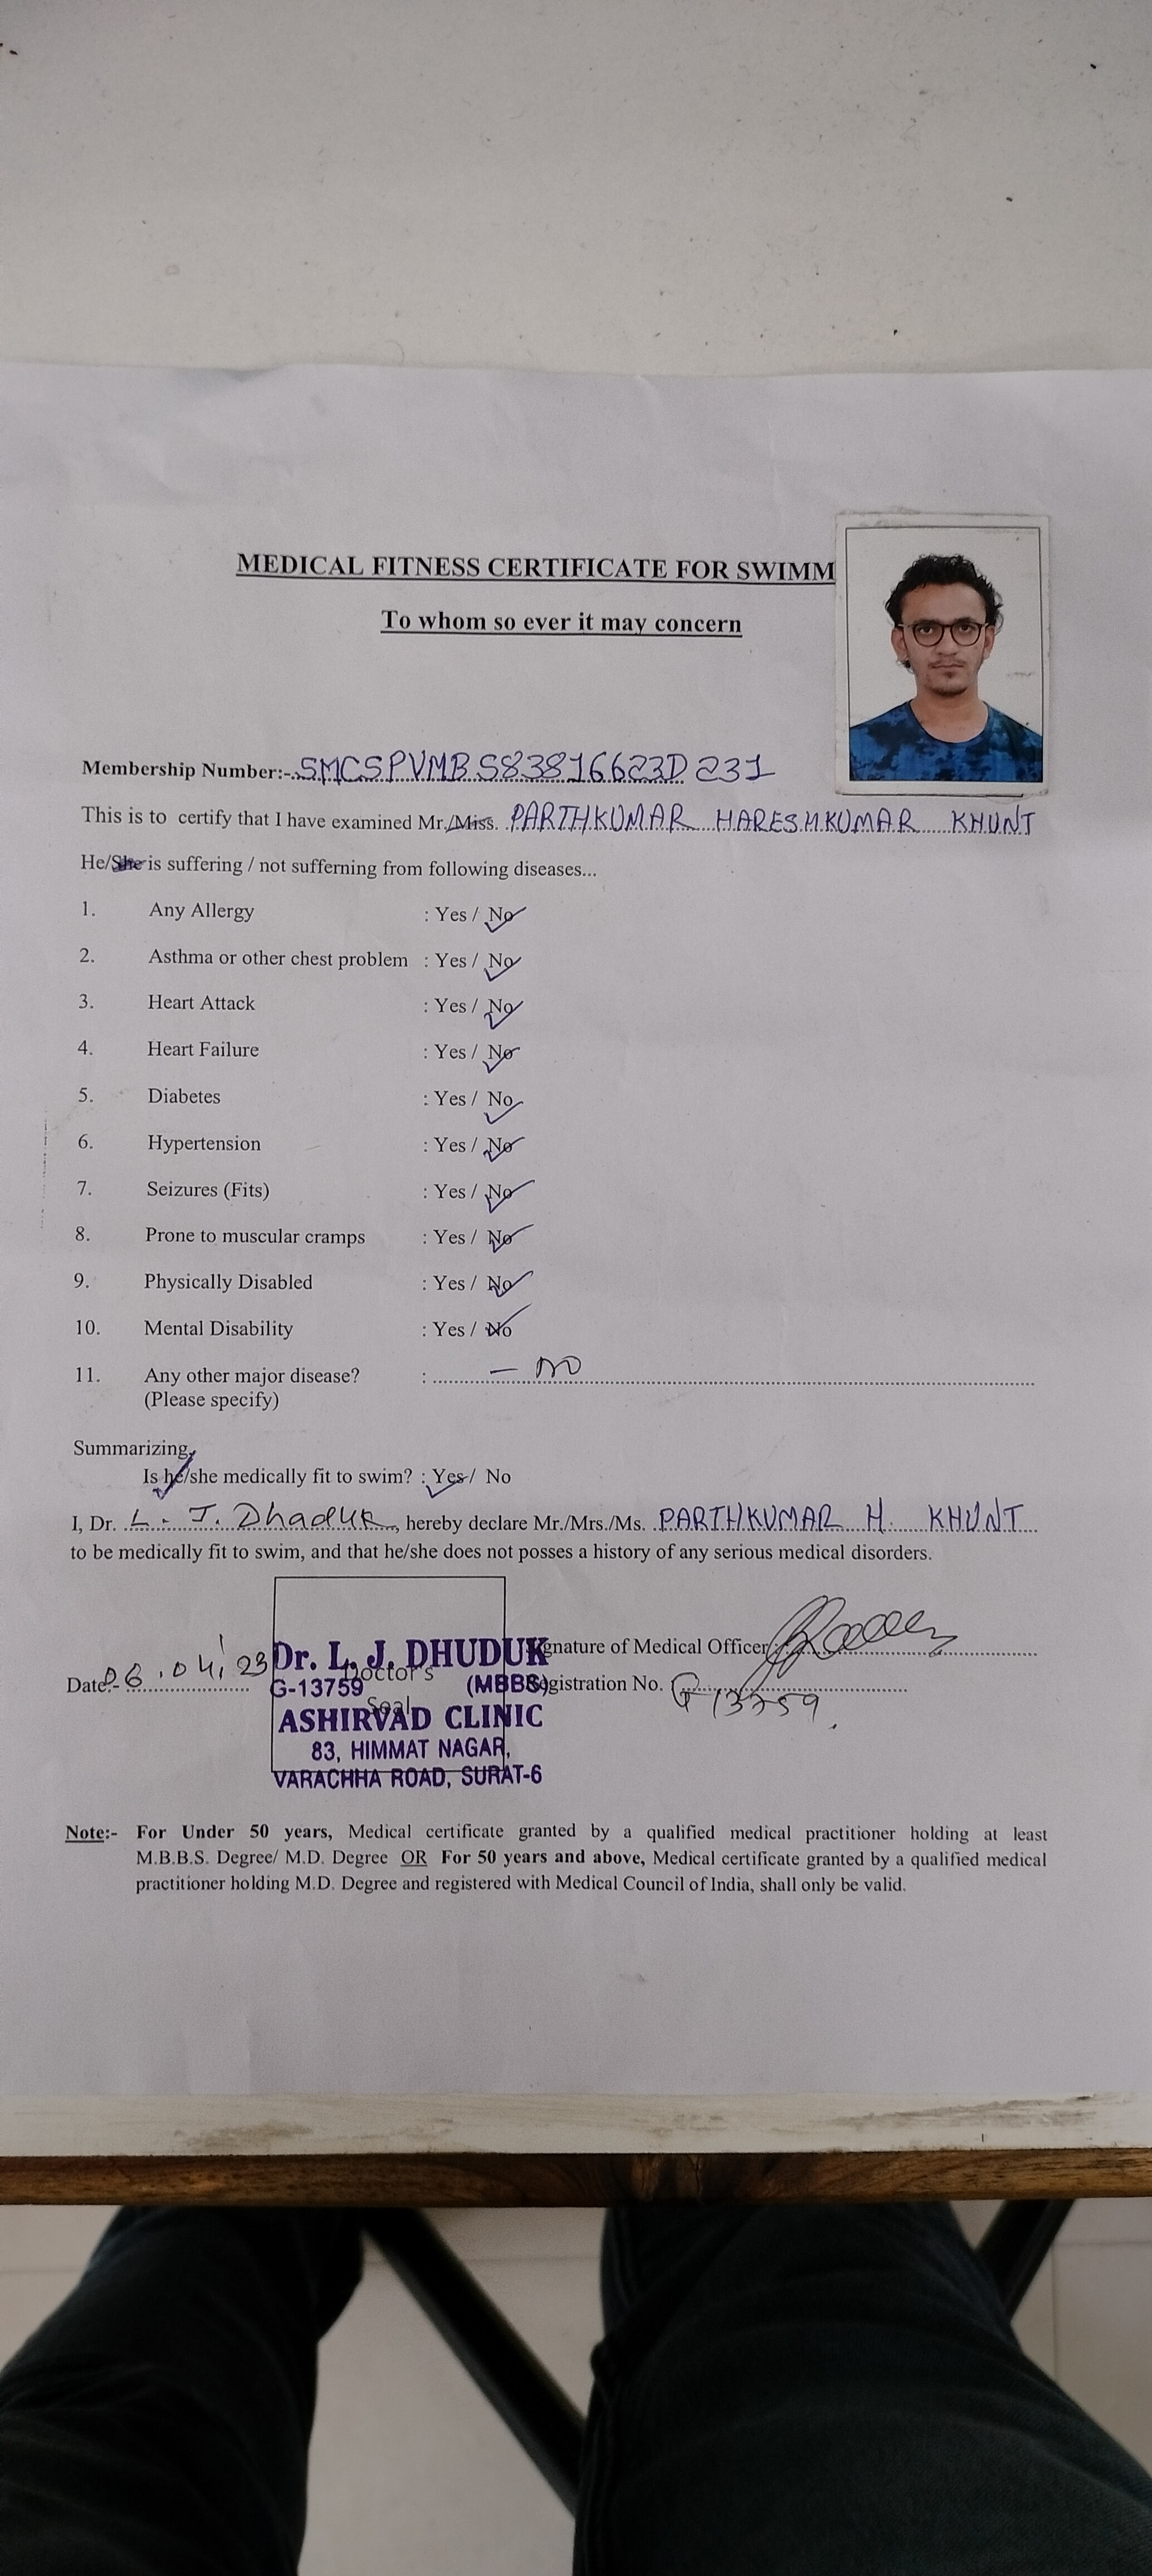 MEDICAL FITNESS CERTIFICATE FOR SWIMM
To whom so ever it may concern
Membership Number:- SMCSPVMBS83816623D231
This is to certify that I have examined Mr./Miss. PARTHKUMAR HARESHKUMAR KHUNT
He/She is suffering / not sufferning from following diseases...
1. Any Allergy : Yes / No
2. Asthma or other chest problem : Yes / No
3. Heart Attack : Yes / No
4. Heart Failure : Yes / No
5. Diabetes : Yes / No
6. Hypertension : Yes / No
7. Seizures (Fits) : Yes / No
8. Prone to muscular cramps : Yes / No
9. Physically Disabled : Yes / No
10. Mental Disability : Yes / No
11. Any other major disease? : - no
(Please specify)
Summarizing,
Is he/she medically fit to swim? : Yes / No
I, Dr. L. J. Dhaduk, hereby declare Mr./Mrs./Ms. PARTHKUMAR H. KHUNT
to be medically fit to swim, and that he/she does not posses a history of any serious medical disorders.
Signature of Medical Officer:
Date:- 06.04.23
Doctor's
Seal
Registration No. G 13759.
Dr. L. J. DHUDUK
G-13759 (MBBS)
ASHIRVAD CLINIC
83, HIMMAT NAGAR,
VARACHHA ROAD, SURAT-6
Note:- For Under 50 years, Medical certificate granted by a qualified medical practitioner holding at least
M.B.B.S. Degree/ M.D. Degree OR For 50 years and above, Medical certificate granted by a qualified medical
practitioner holding M.D. Degree and registered with Medical Council of India, shall only be valid.